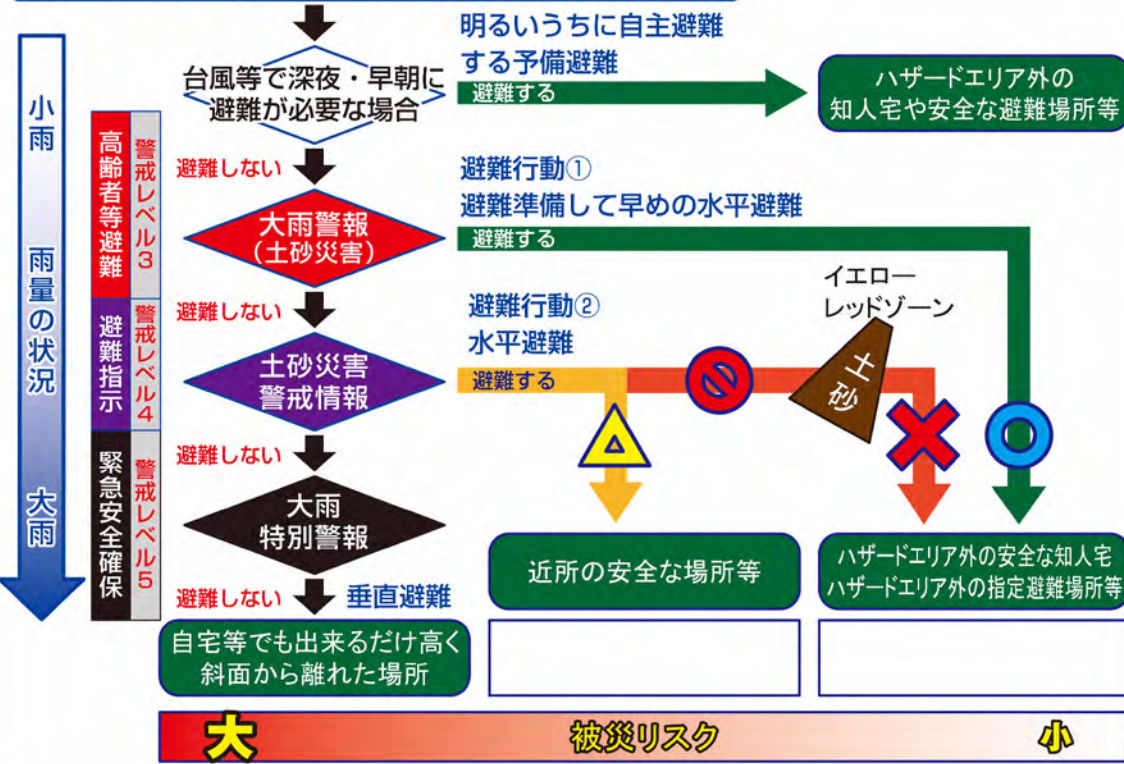 明るいうちに自主避難
する予備避難
台風等で深夜・早朝に
避難が必要な場合
避難する
ハザードエリア外の
知人宅や安全な避難場所等
小雨
雨量の状況
大雨
高齢者等避難
警戒レベル3
避難しない
避難行動①
避難準備して早めの水平避難
大雨警報
(土砂災害)
避難する
イエロー
レッドゾーン
避難しない
避難行動②
水平避難
避難指示
警戒レベル4
土砂災害
警戒情報
避難する
土砂
避難しない
緊急安全確保
警戒レベル5
大雨
特別警報
近所の安全な場所等
ハザードエリア外の安全な知人宅
ハザードエリア外の指定避難場所等
避難しない
垂直避難
自宅等でも出来るだけ高く
斜面から離れた場所
大
被災リスク
小